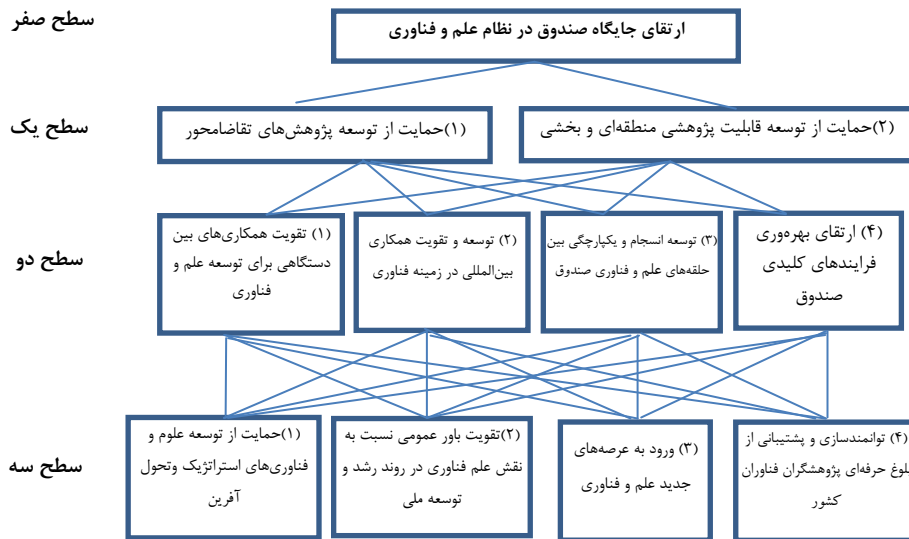 سطح صفر
ارتقای جایگاه صندوق در نظام علم و فناوری
سطح یک
(۲)حمایت از توسعه قابلیت پژوهشی منطقه‌ای و بخشی
(۱)حمایت از توسعه پژوهش‌های تقاضامحور
سطح دو
(۴) ارتقای بهره‌وری
فرایندهای کلیدی
صندوق
(۳) توسعه انسجام و یکپارچگی بین
حلقه‌های علم و فناوری صندوق
(۲) توسعه و تقویت همکاری
بین‌المللی در زمینه فناوری
(۱) تقویت همکاری‌های بین
دستگاهی برای توسعه علم و
فناوری
سطح سه
(۴) توانمندسازی و پشتیبانی از
بلوغ حرفه‌ای پژوهشگران فناوران
کشور
(۳) ورود به عرصه‌های
جدید علم و فناوری
(۲)تقویت باور عمومی نسبت به
نقش علم فناوری در روند رشد و
توسعه ملی
(۱)حمایت از توسعه علوم و
فناوری‌های استراتژیک وتحول
آفرین